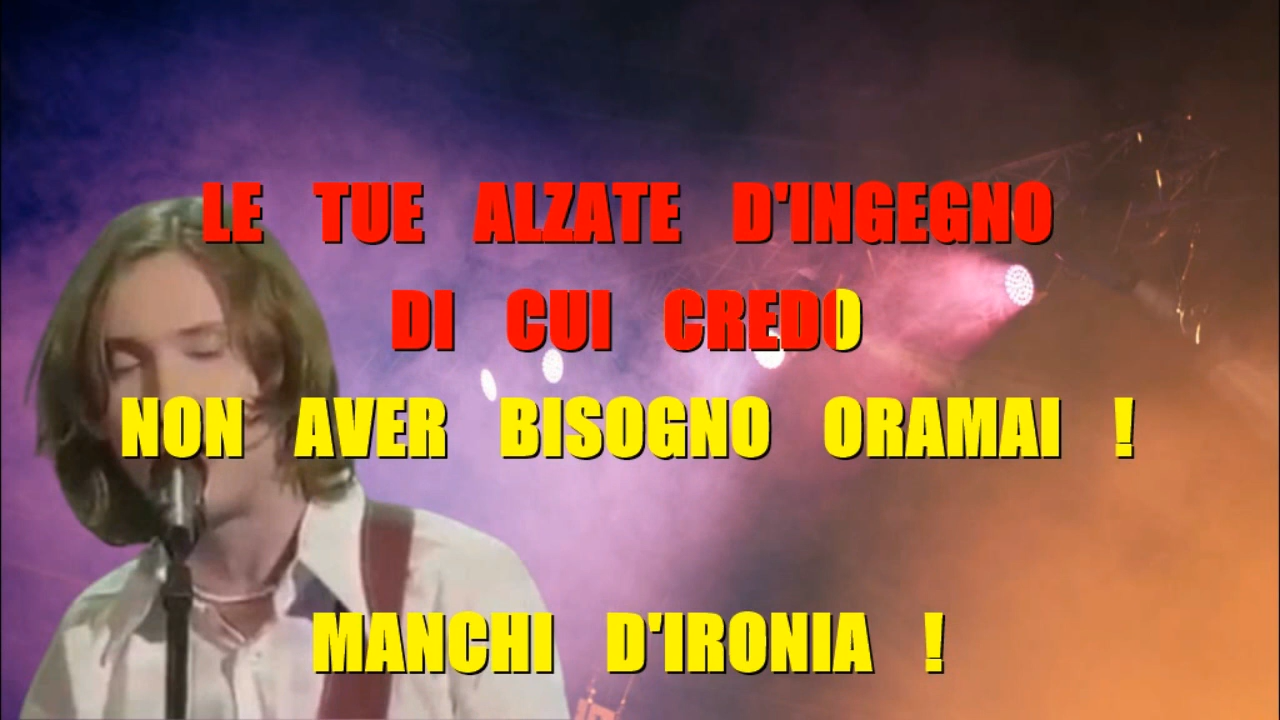 LE TUE ALZATE D'INGEGNO
DI CUI CREDO
NON AVER BISOGNO ORAMAI !
MANCHI D'IRONIA !